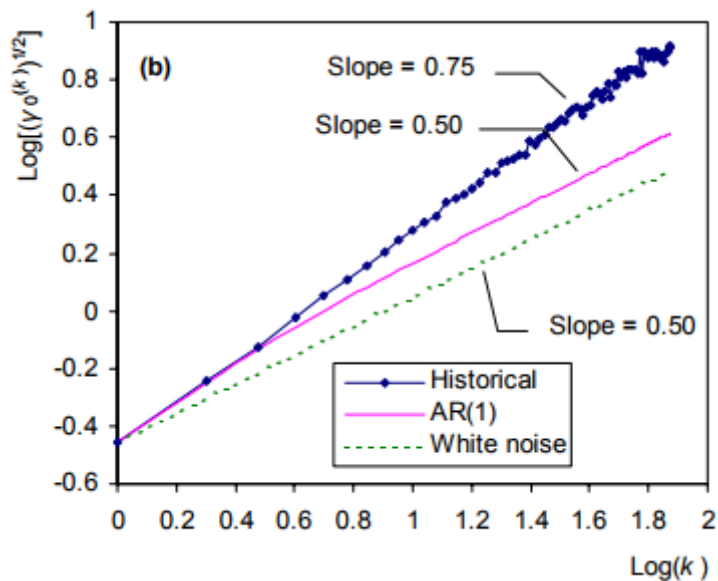 (b)
Log[(γ0^(k))^1/2]
1
0.8
0.6
0.4
0.2
0
-0.2
-0.4
-0.6
Slope = 0.75
Slope = 0.50
Slope = 0.50
Historical
AR(1)
White noise
0 0.2 0.4 0.6 0.8 1 1.2 1.4 1.6 1.8 2
Log(k)